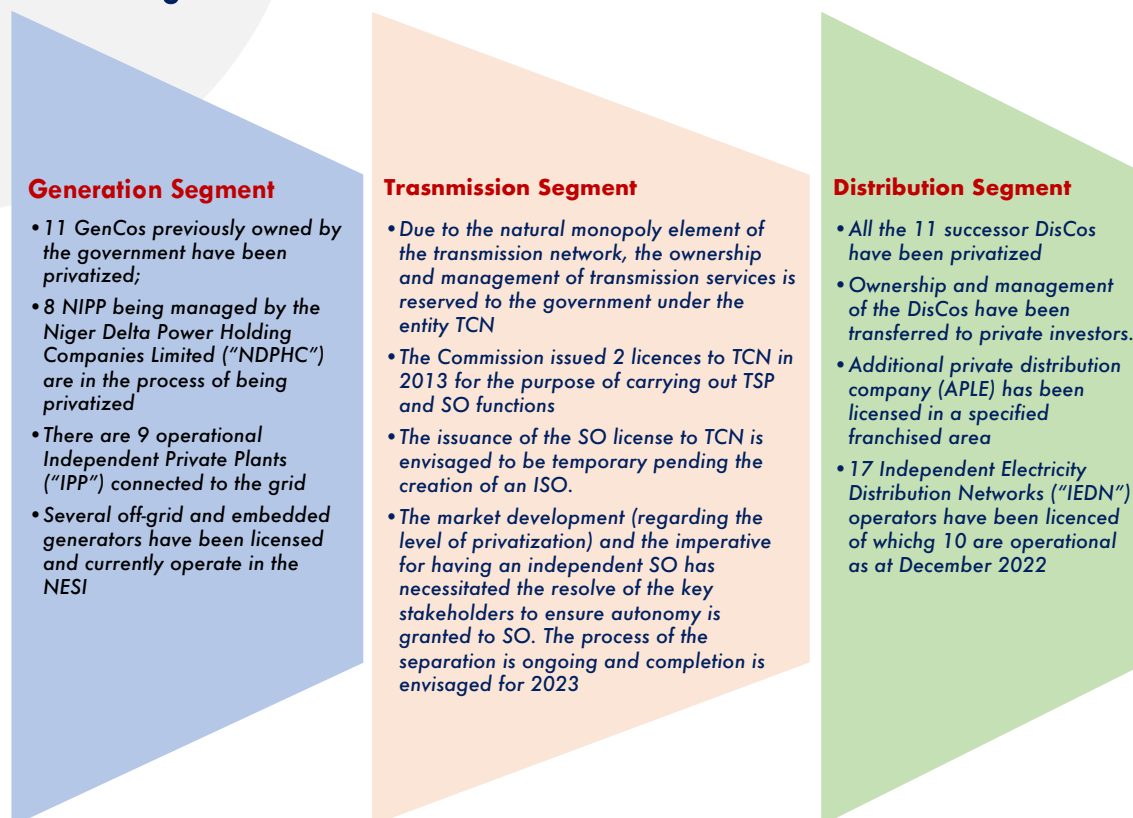 Generation Segment
•11 GenCos previously owned by
the government have been
privatized;
•8 NIPP being managed by the
Niger Delta Power Holding
Companies Limited (“NDPHC”)
are in the process of being
privatized
•There are 9 operational
Independent Private Plants
(“IPP”) connected to the grid
•Several off-grid and embedded
generators have been licensed
and currently operate in the
NESI
Trasnmission Segment
•Due to the natural monopoly element of
the transmission network, the ownership
and management of transmission services is
reserved to the government under the
entity TCN
•The Commission issued 2 licences to TCN in
2013 for the purpose of carrying out TSP
and SO functions
•The issuance of the SO license to TCN is
envisaged to be temporary pending the
creation of an ISO.
•The market development (regarding the
level of privatization) and the imperative
for having an independent SO has
necessitated the resolve of the key
stakeholders to ensure autonomy is
granted to SO. The process of the
separation is ongoing and completion is
envisaged for 2023
Distribution Segment
•All the 11 successor DisCos
have been privatized
•Ownership and management
of the DisCos have been
transferred to private investors.
•Additional private distribution
company (APLE) has been
licensed in a specified
franchised area
•17 Independent Electricity
Distribution Networks (“IEDN”)
operators have been licenced
of whichg 10 are operational
as at December 2022